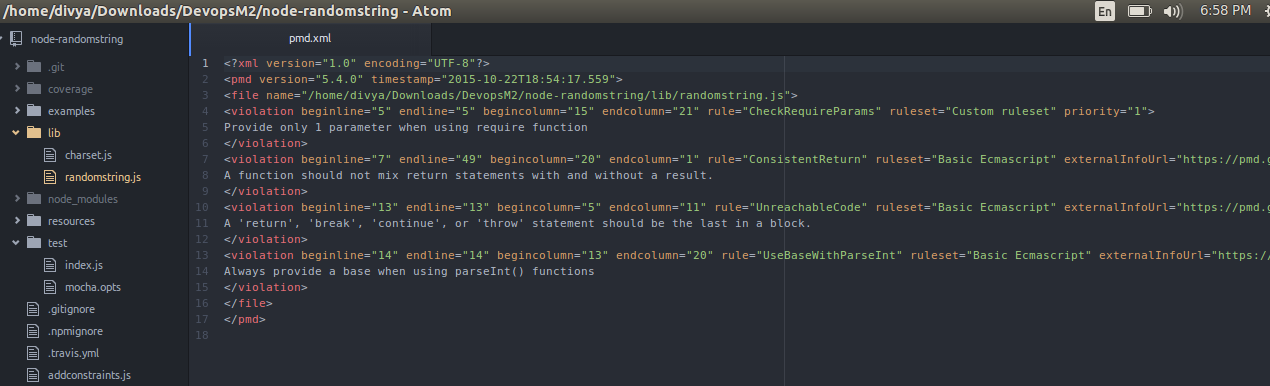 /home/divya/Downloads/DevopsM2/node-randomstring - Atom
En
6:58 PM
node-randomstring
.git
coverage
examples
lib
charset.js
randomstring.js
node_modules
resources
test
index.js
mocha.opts
.gitignore
.npmignore
.travis.yml
addconstraints.js
pmd.xml
1 <?xml version="1.0" encoding="UTF-8"?>
2 <pmd version="5.4.0" timestamp="2015-10-22T18:54:17.559">
3 <file name="/home/divya/Downloads/DevopsM2/node-randomstring/lib/randomstring.js">
4 <violation beginline="5" endline="5" begincolumn="15" endcolumn="21" rule="CheckRequireParams" ruleset="Custom ruleset" priority="1">
5 Provide only 1 parameter when using require function
6 </violation>
7 <violation beginline="7" endline="49" begincolumn="20" endcolumn="1" rule="ConsistentReturn" ruleset="Basic Ecmascript" externalInfoUrl="https://pmd.g
8 A function should not mix return statements with and without a result.
9 </violation>
10 <violation beginline="13" endline="13" begincolumn="5" endcolumn="11" rule="UnreachableCode" ruleset="Basic Ecmascript" externalInfoUrl="https://pmd.g
11 A 'return', 'break', 'continue', or 'throw' statement should be the last in a block.
12 </violation>
13 <violation beginline="14" endline="14" begincolumn="13" endcolumn="20" rule="UseBaseWithParseInt" ruleset="Basic Ecmascript" externalInfoUrl="https:/
14 Always provide a base when using parseInt() functions
15 </violation>
16 </file>
17 </pmd>
18